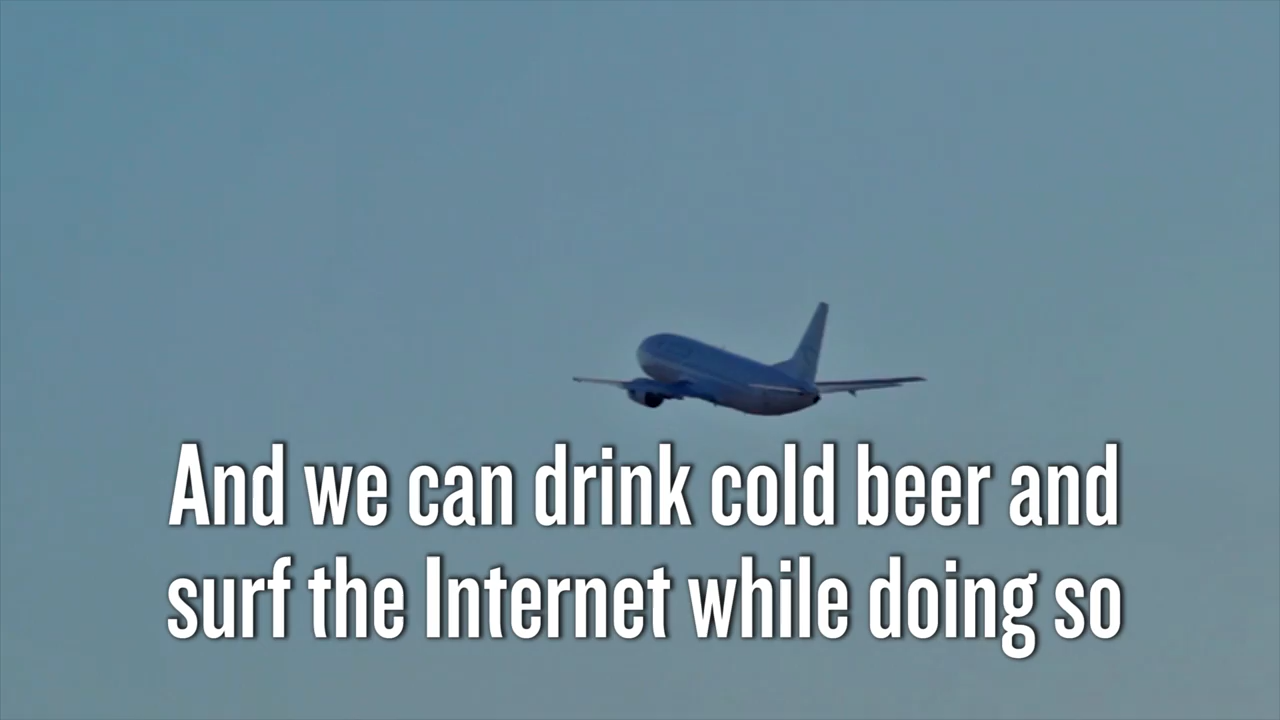 And we can drink cold beer and
surf the Internet while doing so